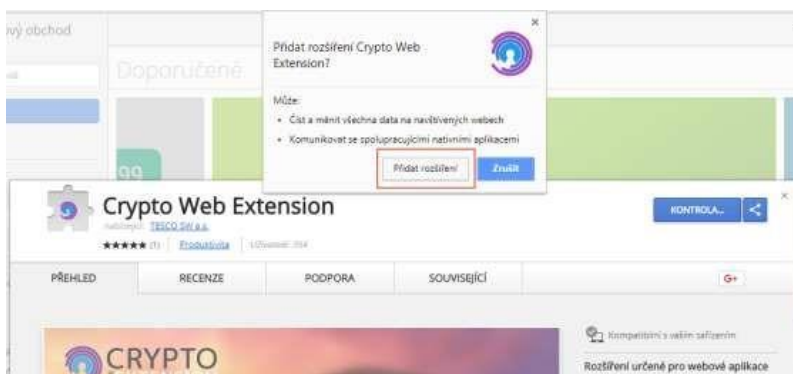 ový obchod
Doporučené
Přidat rozšíření Crypto Web
Extension?
Může:
Číst a měnit všechna data na navštívených webech
Komunikovat se spolupracujícími nativními aplikacemi
Přidat rozšíření
Zrušit
99
Crypto Web Extension
TESCO SW a.s.
(1)
Produktivita
KONTROLA...
PŘEHLED
RECENZE
PODPORA
SOUVISEJÍCÍ
G+
CRYPTO
Kompatibilní s vaším zařízením
Rozšíření určené pro webové aplikace